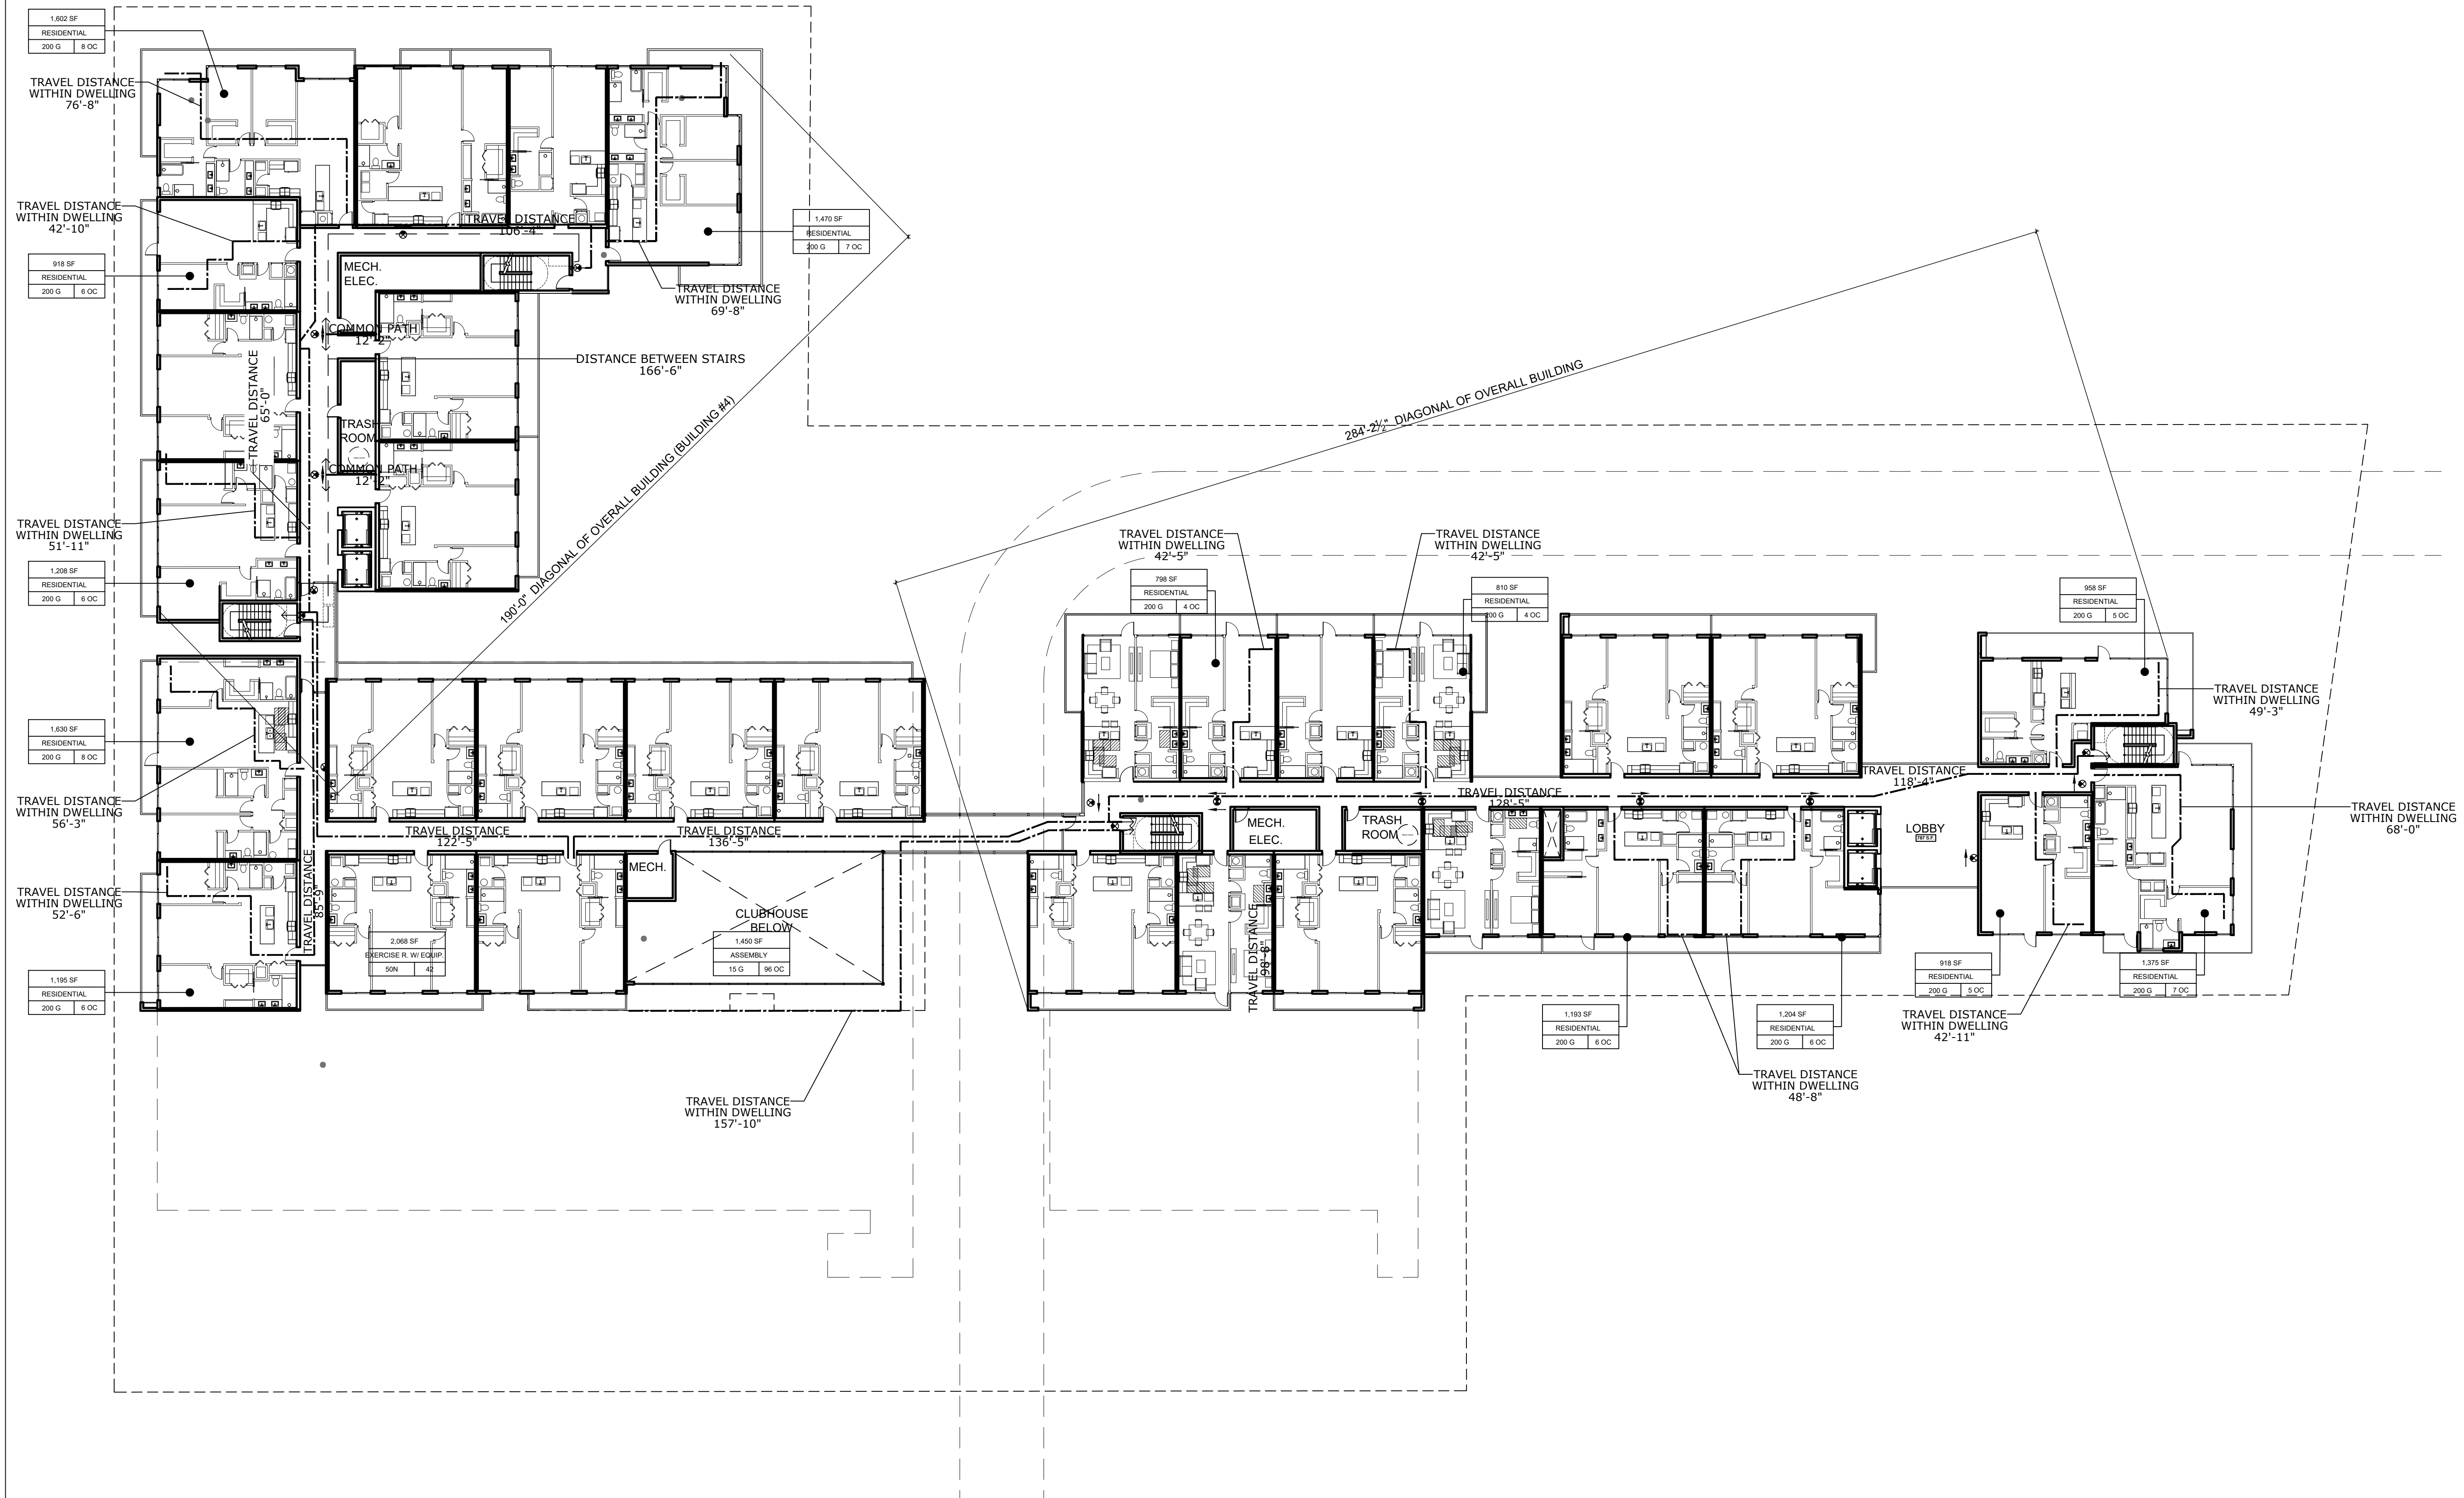 1,602 SF
RESIDENTIAL
200 G 8 OC
TRAVEL DISTANCE
WITHIN DWELLING
76'-8"
TRAVEL DISTANCE
WITHIN DWELLING
42'-10"
918 SF
RESIDENTIAL
200 G 6 OC
TRAVEL DISTANCE
106'-4"
1,470 SF
RESIDENTIAL
200 G 7 OC
MECH.
ELEC.
TRAVEL DISTANCE
WITHIN DWELLING
69'-8"
COMMON PATH
12'-2"
DISTANCE BETWEEN STAIRS
166'-6"
TRAVEL DISTANCE
65'-0"
TRASH
ROOM
COMMON PATH
12'-2"
190'-0" DIAGONAL OF OVERALL BUILDING (BUILDING #4)
284'-2½" DIAGONAL OF OVERALL BUILDING
TRAVEL DISTANCE
WITHIN DWELLING
51'-11"
1,208 SF
RESIDENTIAL
200 G 6 OC
TRAVEL DISTANCE
WITHIN DWELLING
42'-5"
TRAVEL DISTANCE
WITHIN DWELLING
42'-5"
798 SF
RESIDENTIAL
200 G 4 OC
810 SF
RESIDENTIAL
200 G 4 OC
958 SF
RESIDENTIAL
200 G 5 OC
TRAVEL DISTANCE
WITHIN DWELLING
49'-3"
1,630 SF
RESIDENTIAL
200 G 8 OC
TRAVEL DISTANCE
WITHIN DWELLING
56'-3"
TRAVEL DISTANCE
122'-5"
TRAVEL DISTANCE
136'-5"
TRAVEL DISTANCE
128'-5"
TRAVEL DISTANCE
118'-4"
TRAVEL DISTANCE
WITHIN DWELLING
68'-0"
MECH.
ELEC.
TRASH
ROOM
LOBBY
MECH.
TRAVEL DISTANCE
WITHIN DWELLING
52'-6"
TRAVEL DISTANCE
85'-9"
CLUBHOUSE
BELOW
2,068 SF
EXERCISE R. W/ EQUIP.
50N 42
1,450 SF
ASSEMBLY
15 G 96 OC
TRAVEL DISTANCE
98'-8"
1,195 SF
RESIDENTIAL
200 G 6 OC
918 SF
RESIDENTIAL
200 G 5 OC
1,375 SF
RESIDENTIAL
200 G 7 OC
1,193 SF
RESIDENTIAL
200 G 6 OC
1,204 SF
RESIDENTIAL
200 G 6 OC
TRAVEL DISTANCE
WITHIN DWELLING
42'-11"
TRAVEL DISTANCE
WITHIN DWELLING
48'-8"
TRAVEL DISTANCE
WITHIN DWELLING
157'-10"